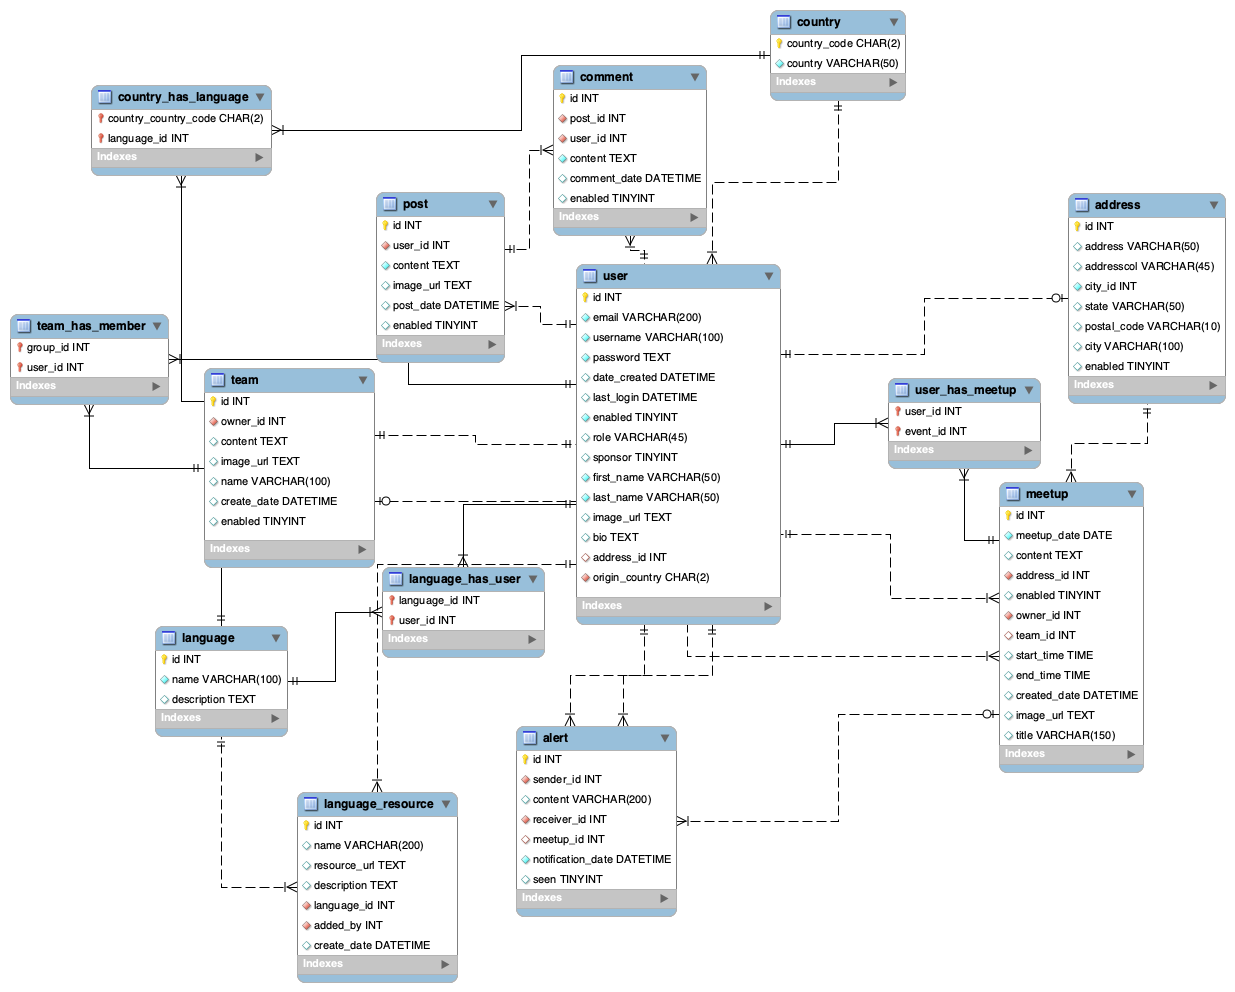 country
country_code CHAR(2)
country VARCHAR(50)
Indexes
comment
id INT
post_id INT
user_id INT
content TEXT
comment_date DATETIME
enabled TINYINT
Indexes
country_has_language
country_country_code CHAR(2)
language_id INT
Indexes
post
id INT
user_id INT
content TEXT
image_url TEXT
post_date DATETIME
enabled TINYINT
Indexes
address
id INT
address VARCHAR(50)
addresscol VARCHAR(45)
city_id INT
state VARCHAR(50)
postal_code VARCHAR(10)
city VARCHAR(100)
enabled TINYINT
Indexes
user
id INT
email VARCHAR(200)
username VARCHAR(100)
password TEXT
date_created DATETIME
last_login DATETIME
enabled TINYINT
role VARCHAR(45)
sponsor TINYINT
first_name VARCHAR(50)
last_name VARCHAR(50)
image_url TEXT
bio TEXT
address_id INT
origin_country CHAR(2)
Indexes
team_has_member
group_id INT
user_id INT
Indexes
team
id INT
owner_id INT
content TEXT
image_url TEXT
name VARCHAR(100)
create_date DATETIME
enabled TINYINT
Indexes
user_has_meetup
user_id INT
event_id INT
Indexes
meetup
id INT
meetup_date DATE
content TEXT
address_id INT
enabled TINYINT
owner_id INT
team_id INT
start_time TIME
end_time TIME
created_date DATETIME
image_url TEXT
title VARCHAR(150)
Indexes
language_has_user
language_id INT
user_id INT
Indexes
language
id INT
name VARCHAR(100)
description TEXT
Indexes
alert
id INT
sender_id INT
content VARCHAR(200)
receiver_id INT
meetup_id INT
notification_date DATETIME
seen TINYINT
Indexes
language_resource
id INT
name VARCHAR(200)
resource_url TEXT
description TEXT
language_id INT
added_by INT
create_date DATETIME
Indexes